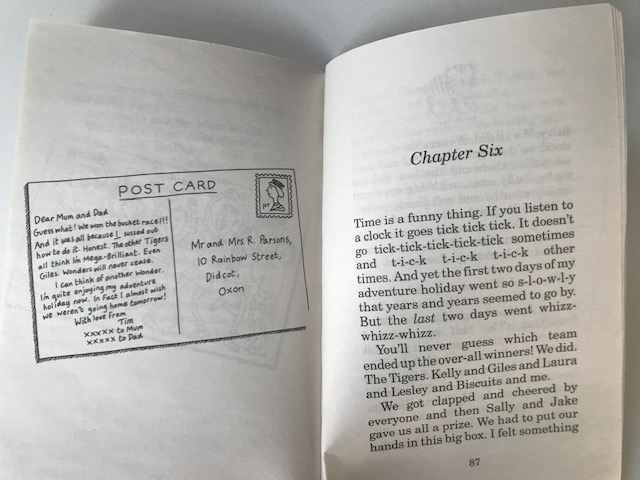 POST CARD
1ST
Dear Mum and Dad
Guess what! We won the bucket race!!!
And it was all because I sussed out
how to do it. Honest. The other Tigers
all think I'm Mega-Brilliant. Even
Giles. Wonders will never cease.
I can think of another wonder.
I'm quite enjoying my adventure
holiday now. In fact I almost wish
we weren't going home tomorrow!
With love from
Tim
xxxxx to Mum
xxxxx to Dad
Mr and Mrs R. Parsons,
10 Rainbow Street,
Didcot,
Oxon
Chapter Six
Time is a funny thing. If you listen to
a clock it goes tick tick tick. It doesn't
go tick-tick-tick-tick-tick sometimes
and t-i-c-k t-i-c-k t-i-c-k other
times. And yet the first two days of my
adventure holiday went so s-l-o-w-l-y
that years and years seemed to go by.
But the last two days went whizz-
whizz-whizz.
You'll never guess which team
ended up the over-all winners! We did.
The Tigers. Kelly and Giles and Laura
and Lesley and Biscuits and me.
We got clapped and cheered by
everyone and then Sally and Jake
gave us all a prize. We had to put our
hands in this big box. I felt something
87